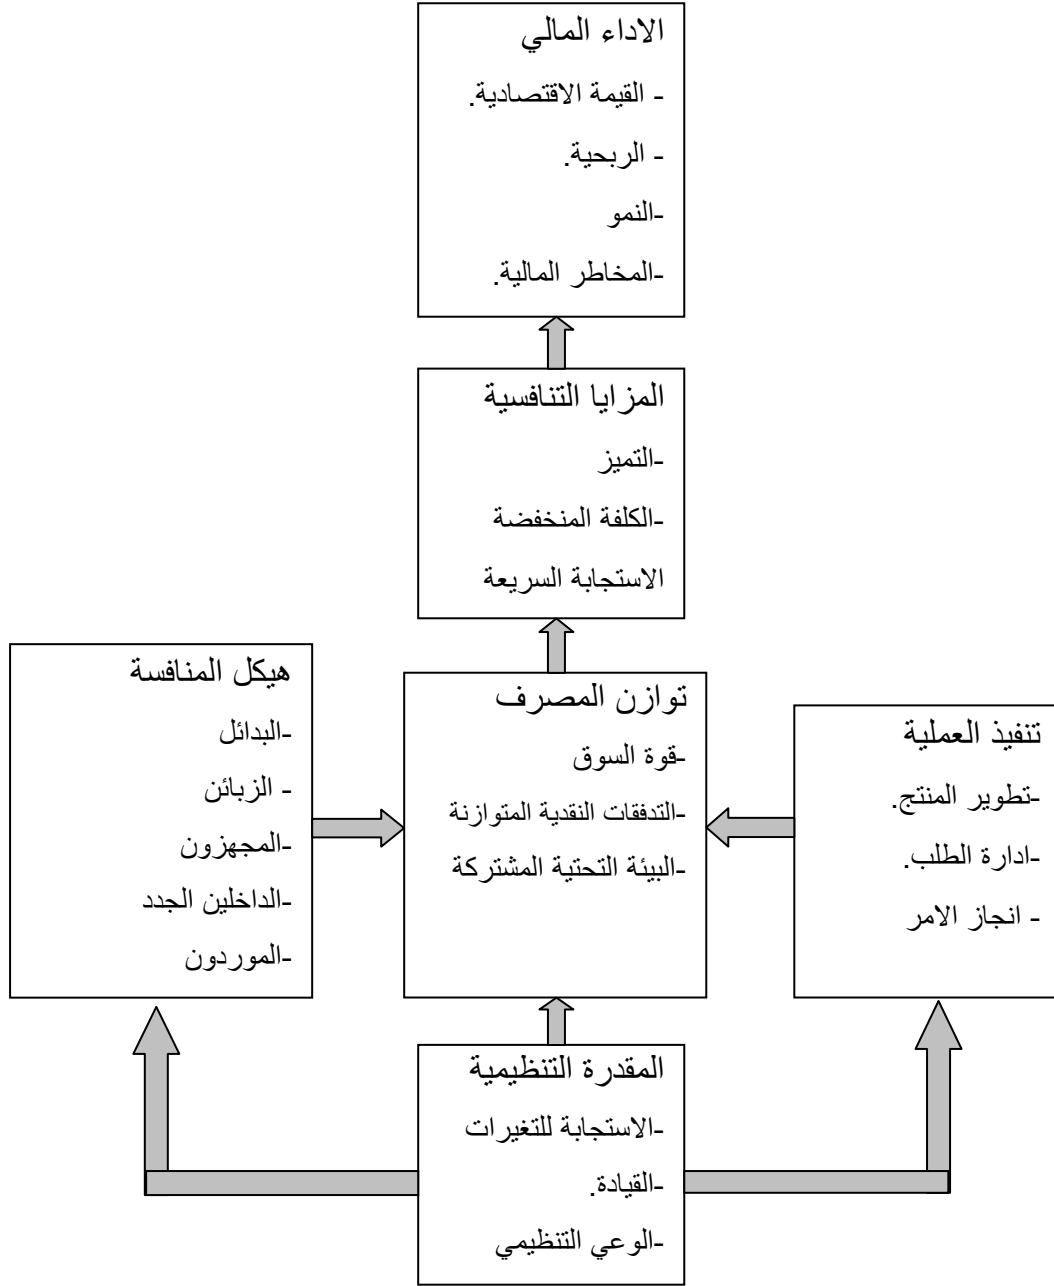 الاداء المالي
- القيمة الاقتصادية.
- الربحية.
-النمو
-المخاطر المالية.
المزايا التنافسية
-التميز
-الكلفة المنخفضة
الاستجابة السريعة
هيكل المنافسة
-البدائل
- الزبائن
-المجهزون
-الداخلين الجدد
-الموردون
توازن المصرف
-قوة السوق
-التدفقات النقدية المتوازنة
-البيئة التحتية المشتركة
تنفيذ العملية
-تطوير المنتج.
-ادارة الطلب.
- انجاز الامر
المقدرة التنظيمية
-الاستجابة للتغيرات
-القيادة.
-الوعي التنظيمي